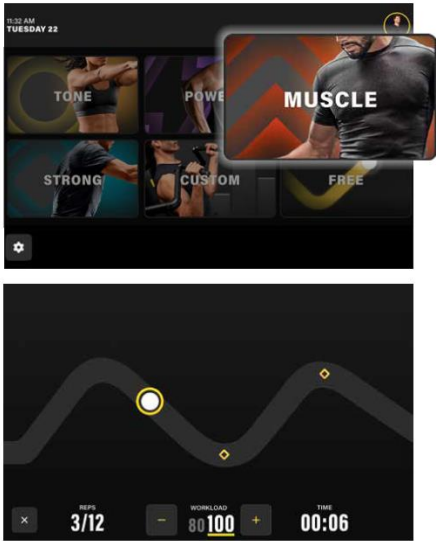 11:32 AM
TUESDAY 22
TONE
POWE
MUSCLE
STRONG
CUSTOM
FREE
REPS
3/12
WORKLOAD
80 100
TIME
00:06